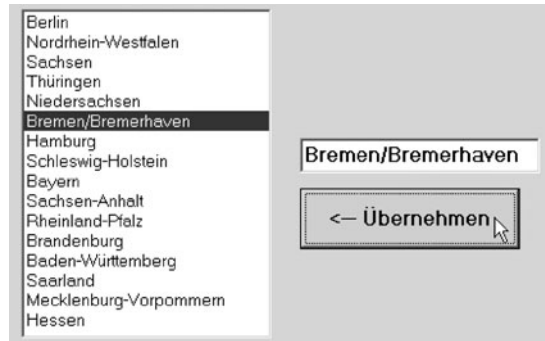 Berlin
Nordrhein-Westfalen
Sachsen
Thüringen
Niedersachsen
Bremen/Bremerhaven
Hamburg
Schleswig-Holstein
Bayern
Sachsen-Anhalt
Rheinland-Pfalz
Brandenburg
Baden-Württemberg
Saarland
Mecklenburg-Vorpommern
Hessen
Bremen/Bremerhaven
<– Übernehmen